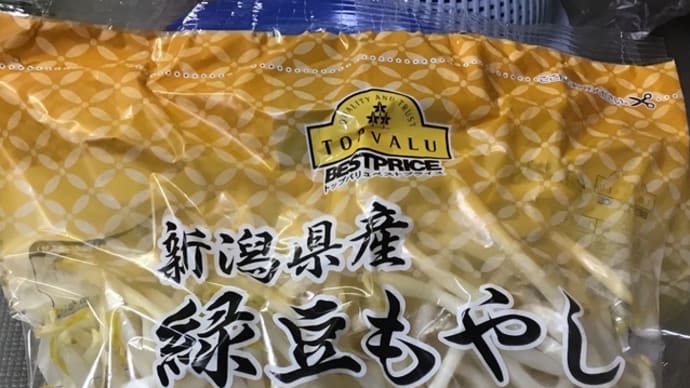 QUALITY AND TRUST
TOPVALU
BESTPRICE
トップバリュベストプライス
新潟県産
緑豆もやし